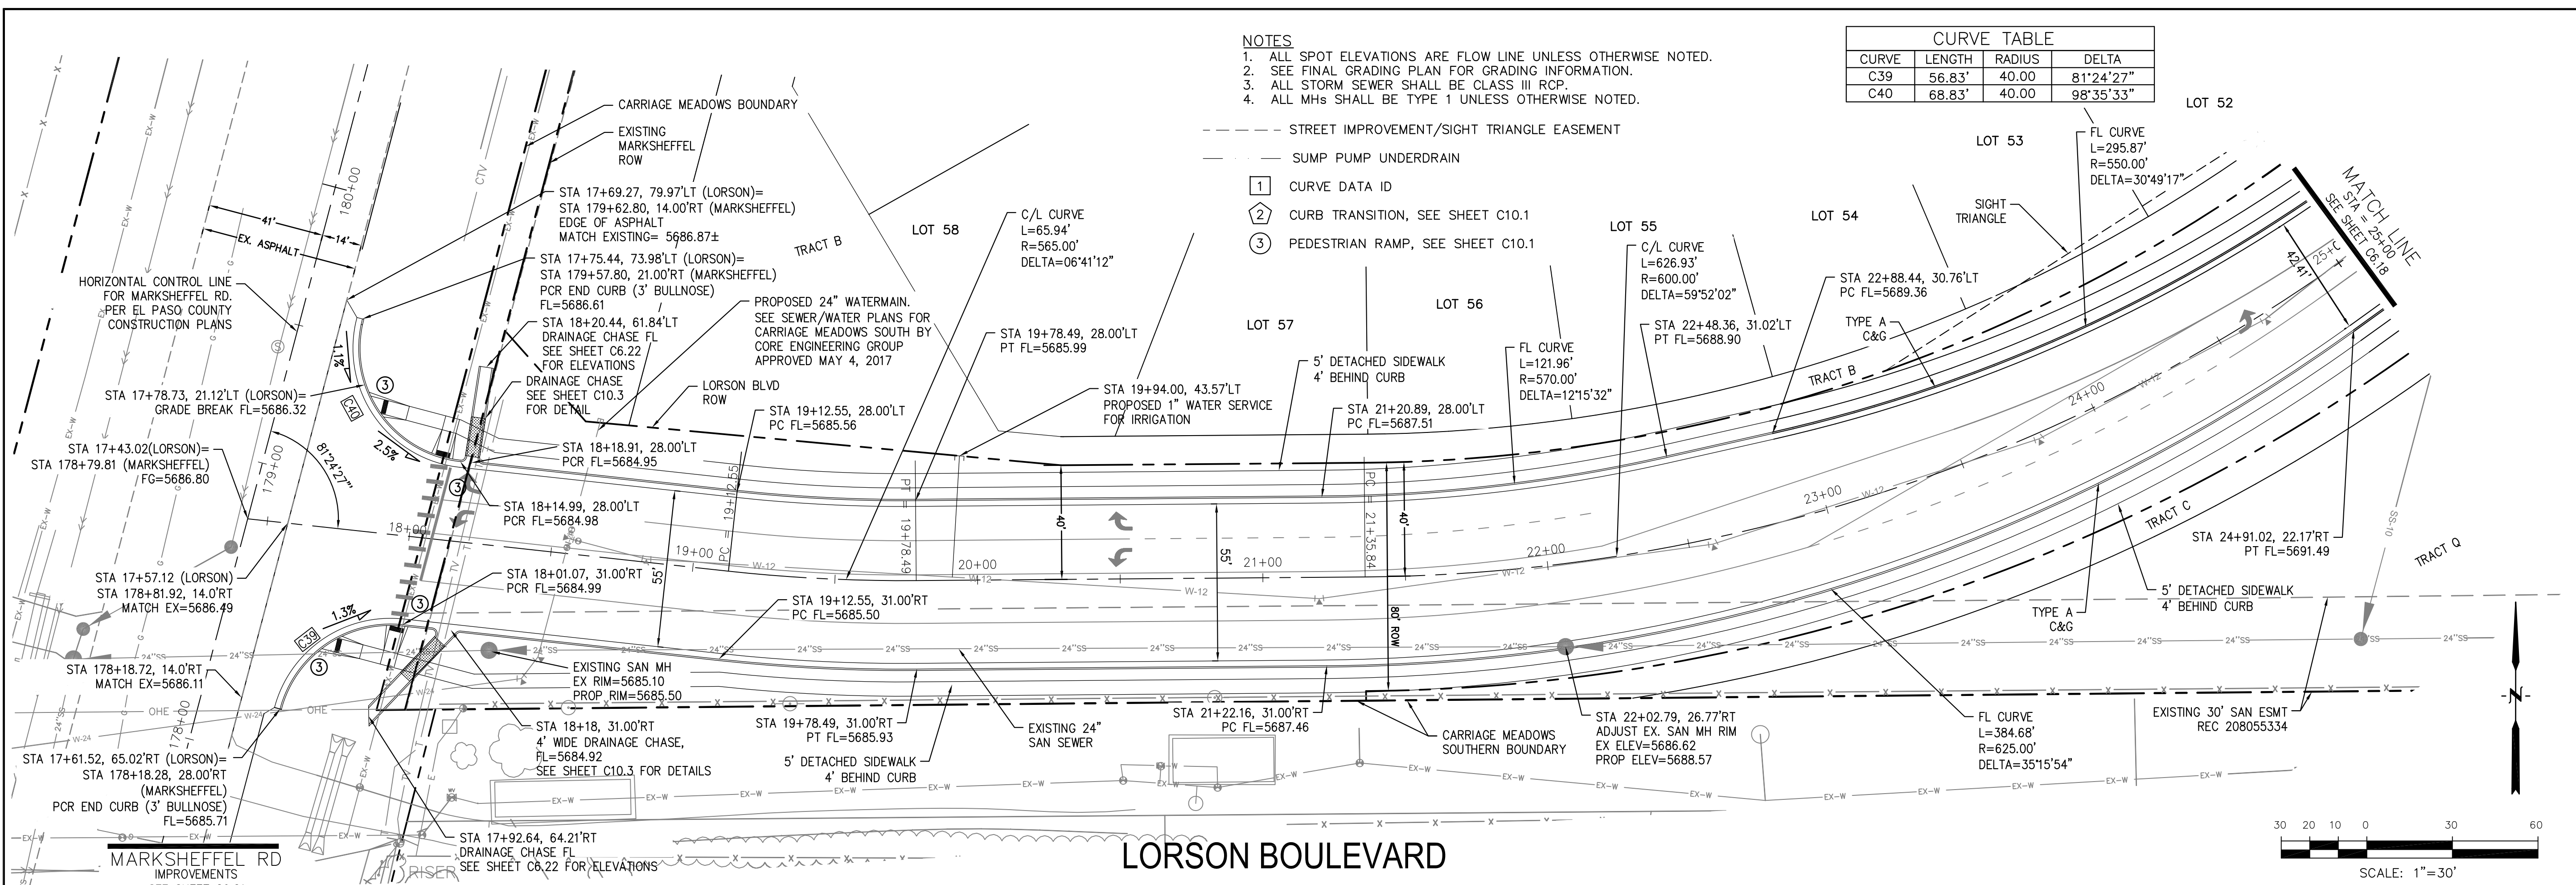 NOTES
1. ALL SPOT ELEVATIONS ARE FLOW LINE UNLESS OTHERWISE NOTED.
2. SEE FINAL GRADING PLAN FOR GRADING INFORMATION.
3. ALL STORM SEWER SHALL BE CLASS III RCP.
4. ALL MHs SHALL BE TYPE 1 UNLESS OTHERWISE NOTED.
STREET IMPROVEMENT/SIGHT TRIANGLE EASEMENT
SUMP PUMP UNDERDRAIN
1 CURVE DATA ID
2 CURB TRANSITION, SEE SHEET C10.1
3 PEDESTRIAN RAMP, SEE SHEET C10.1
CURVE TABLE
CURVE LENGTH RADIUS DELTA
C39 56.83' 40.00 81°24'27"
C40 68.83' 40.00 98°35'33"
LOT 52
LOT 53
LOT 54
LOT 55
LOT 56
LOT 57
LOT 58
TRACT B
CARRIAGE MEADOWS BOUNDARY
EXISTING
MARKSHEFFEL
ROW
STA 17+69.27, 79.97'LT (LORSON)=
STA 179+62.80, 14.00'RT (MARKSHEFFEL)
EDGE OF ASPHALT
MATCH EXISTING= 5686.87±
STA 17+75.44, 73.98'LT (LORSON)=
STA 179+57.80, 21.00'RT (MARKSHEFFEL)
PCR END CURB (3' BULLNOSE)
FL=5686.61
STA 18+20.44, 61.84'LT
DRAINAGE CHASE FL
SEE SHEET C6.22
FOR ELEVATIONS
DRAINAGE CHASE
SEE SHEET C10.3
FOR DETAIL
PROPOSED 24" WATERMAIN.
SEE SEWER/WATER PLANS FOR
CARRIAGE MEADOWS SOUTH BY
CORE ENGINEERING GROUP
APPROVED MAY 4, 2017
LORSON BLVD
ROW
STA 19+12.55, 28.00'LT
PC FL=5685.56
STA 18+18.91, 28.00'LT
PCR FL=5684.95
STA 18+14.99, 28.00'LT
PCR FL=5684.98
STA 18+01.07, 31.00'RT
PCR FL=5684.99
STA 19+12.55, 31.00'RT
PC FL=5685.50
C/L CURVE
L=65.94'
R=565.00'
DELTA=06°41'12"
STA 19+78.49, 28.00'LT
PT FL=5685.99
STA 19+94.00, 43.57'LT
PROPOSED 1" WATER SERVICE
FOR IRRIGATION
5' DETACHED SIDEWALK
4' BEHIND CURB
STA 21+20.89, 28.00'LT
PC FL=5687.51
FL CURVE
L=121.96'
R=570.00'
DELTA=12°15'32"
C/L CURVE
L=626.93'
R=600.00'
DELTA=59°52'02"
STA 22+48.36, 31.02'LT
PT FL=5688.90
STA 22+88.44, 30.76'LT
PC FL=5689.36
TYPE A
C&G
SIGHT
TRIANGLE
FL CURVE
L=295.87'
R=550.00'
DELTA=30°49'17"
TRACT B
MATCH LINE
STA = 25+00
SEE SHEET C6.18
42.41'
41'
14'
EX. ASPHALT
180+00
CTV
HORIZONTAL CONTROL LINE
FOR MARKSHEFFEL RD.
PER EL PASO COUNTY
CONSTRUCTION PLANS
1.1%
2.5%
C40
3
3
STA 17+78.73, 21.12'LT (LORSON)=
GRADE BREAK FL=5686.32
STA 17+43.02(LORSON)=
STA 178+79.81 (MARKSHEFFEL)
FG=5686.80
81°24'27"
179+00
STA 17+57.12 (LORSON)
STA 178+81.92, 14.0'RT
MATCH EX=5686.49
C39
1.3%
3
3
STA 178+18.72, 14.0'RT
MATCH EX=5686.11
178+00
STA 17+61.52, 65.02'RT (LORSON)=
STA 178+18.28, 28.00'RT
(MARKSHEFFEL)
PCR END CURB (3' BULLNOSE)
FL=5685.71
18+00
19+00
20+00
21+00
22+00
23+00
24+00
PC = 19+12.55
PT = 19+78.49
PC = 21+35.84
55'
40'
55'
40'
80' ROW
EXISTING SAN MH
EX RIM=5685.10
PROP RIM=5685.50
STA 18+18, 31.00'RT
4' WIDE DRAINAGE CHASE,
FL=5684.92
SEE SHEET C10.3 FOR DETAILS
STA 17+92.64, 64.21'RT
DRAINAGE CHASE FL
SEE SHEET C6.22 FOR ELEVATIONS
STA 19+78.49, 31.00'RT
PT FL=5685.93
5' DETACHED SIDEWALK
4' BEHIND CURB
EXISTING 24"
SAN SEWER
STA 21+22.16, 31.00'RT
PC FL=5687.46
CARRIAGE MEADOWS
SOUTHERN BOUNDARY
STA 22+02.79, 26.77'RT
ADJUST EX. SAN MH RIM
EX ELEV=5686.62
PROP ELEV=5688.57
FL CURVE
L=384.68'
R=625.00'
DELTA=35°15'54"
TYPE A
C&G
5' DETACHED SIDEWALK
4' BEHIND CURB
STA 24+91.02, 22.17'RT
PT FL=5691.49
TRACT C
TRACT Q
SS-10
EXISTING 30' SAN ESMT
REC 208055334
N
MARKSHEFFEL RD
IMPROVEMENTS
RISER
LORSON BOULEVARD
30 20 10 0 30 60
SCALE: 1"=30'